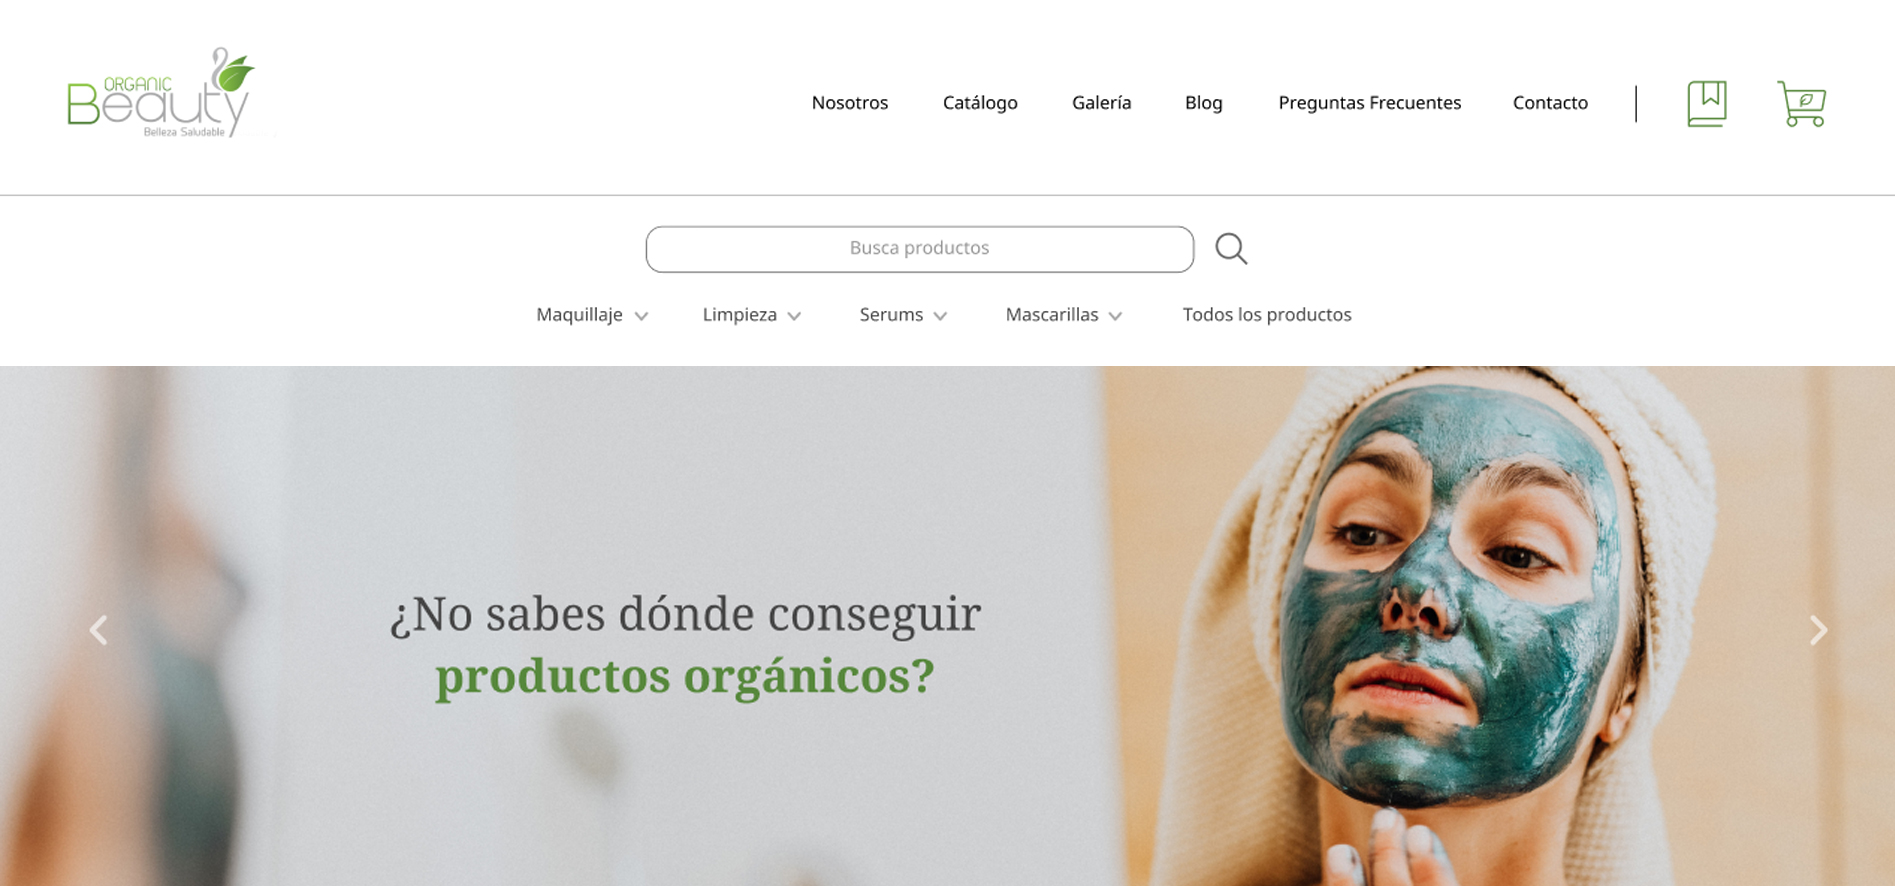 ORGANIC
Beauty
Belleza Saludable
Nosotros Catálogo Galería Blog Preguntas Frecuentes Contacto
Busca productos
Maquillaje Limpieza Serums Mascarillas Todos los productos
¿No sabes dónde conseguir
productos orgánicos?